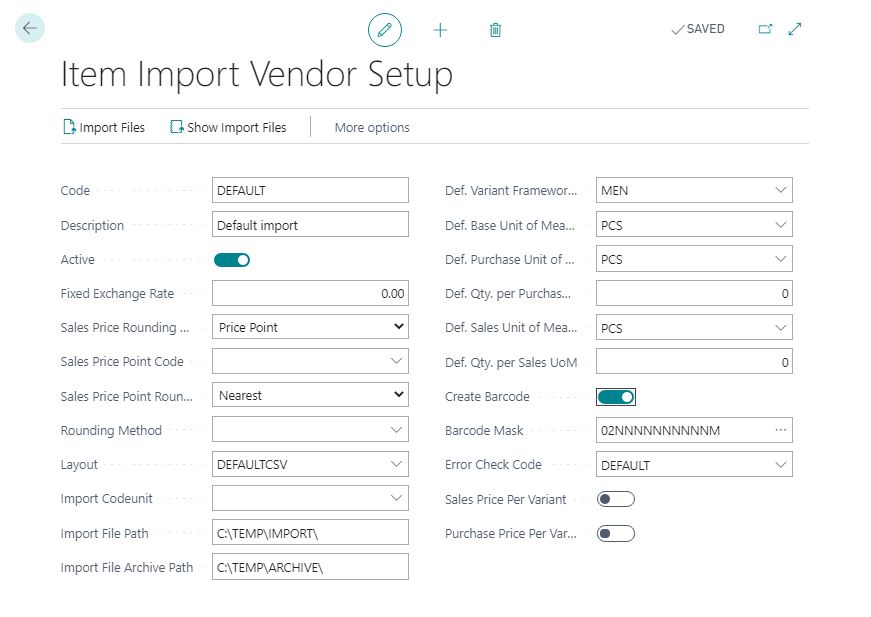 SAVED
Item Import Vendor Setup
Import Files
Show Import Files
More options
Code
DEFAULT
Description
Default import
Active
Fixed Exchange Rate
0.00
Sales Price Rounding ...
Price Point
Sales Price Point Code
Sales Price Point Roun...
Nearest
Rounding Method
Layout
DEFAULTCSV
Import Codeunit
Import File Path
C:\TEMP\IMPORT\
Import File Archive Path
C:\TEMP\ARCHIVE\
Def. Variant Framewor...
MEN
Def. Base Unit of Mea...
PCS
Def. Purchase Unit of ...
PCS
Def. Qty. per Purchas...
0
Def. Sales Unit of Mea...
PCS
Def. Qty. per Sales UoM
0
Create Barcode
Barcode Mask
02NNNNNNNNNNM
Error Check Code
DEFAULT
Sales Price Per Variant
Purchase Price Per Var...